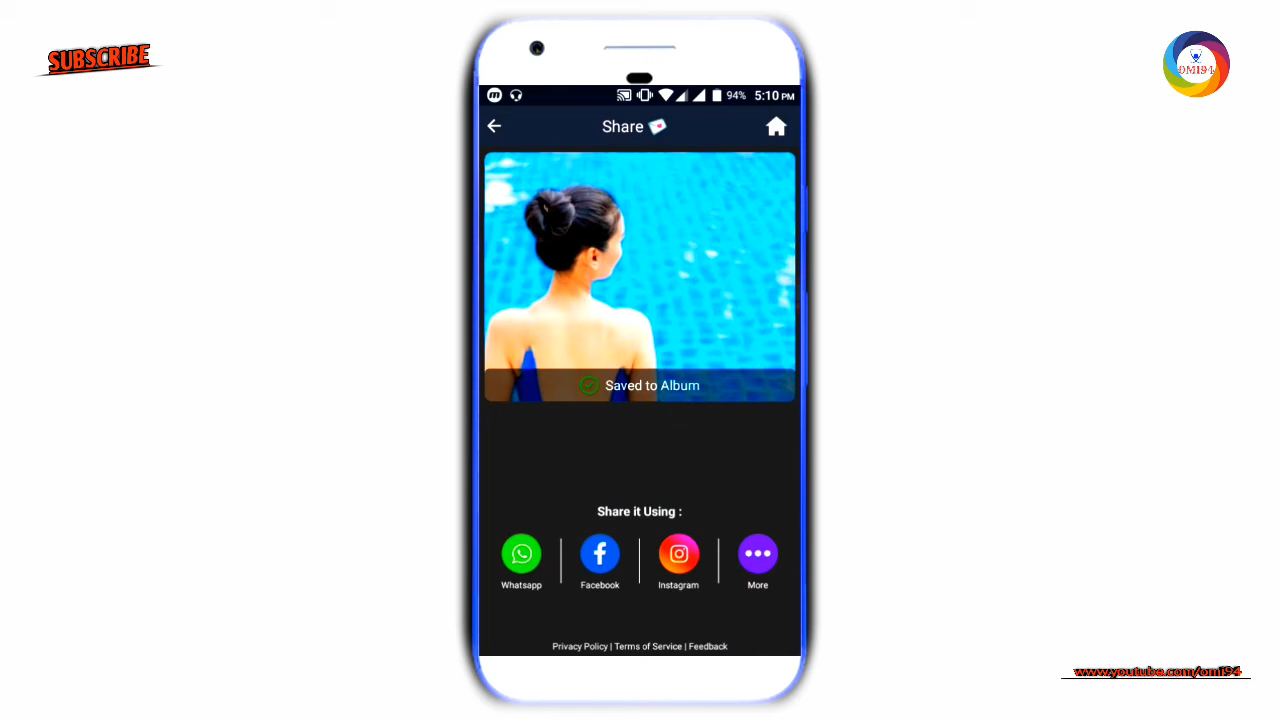 SUBSCRIBE
OMI94
94% 5:10 PM
Share
Saved to Album
Share it Using :
Whatsapp
Facebook
Instagram
More
Privacy Policy | Terms of Service | Feedback
www.youtube.com/omi94